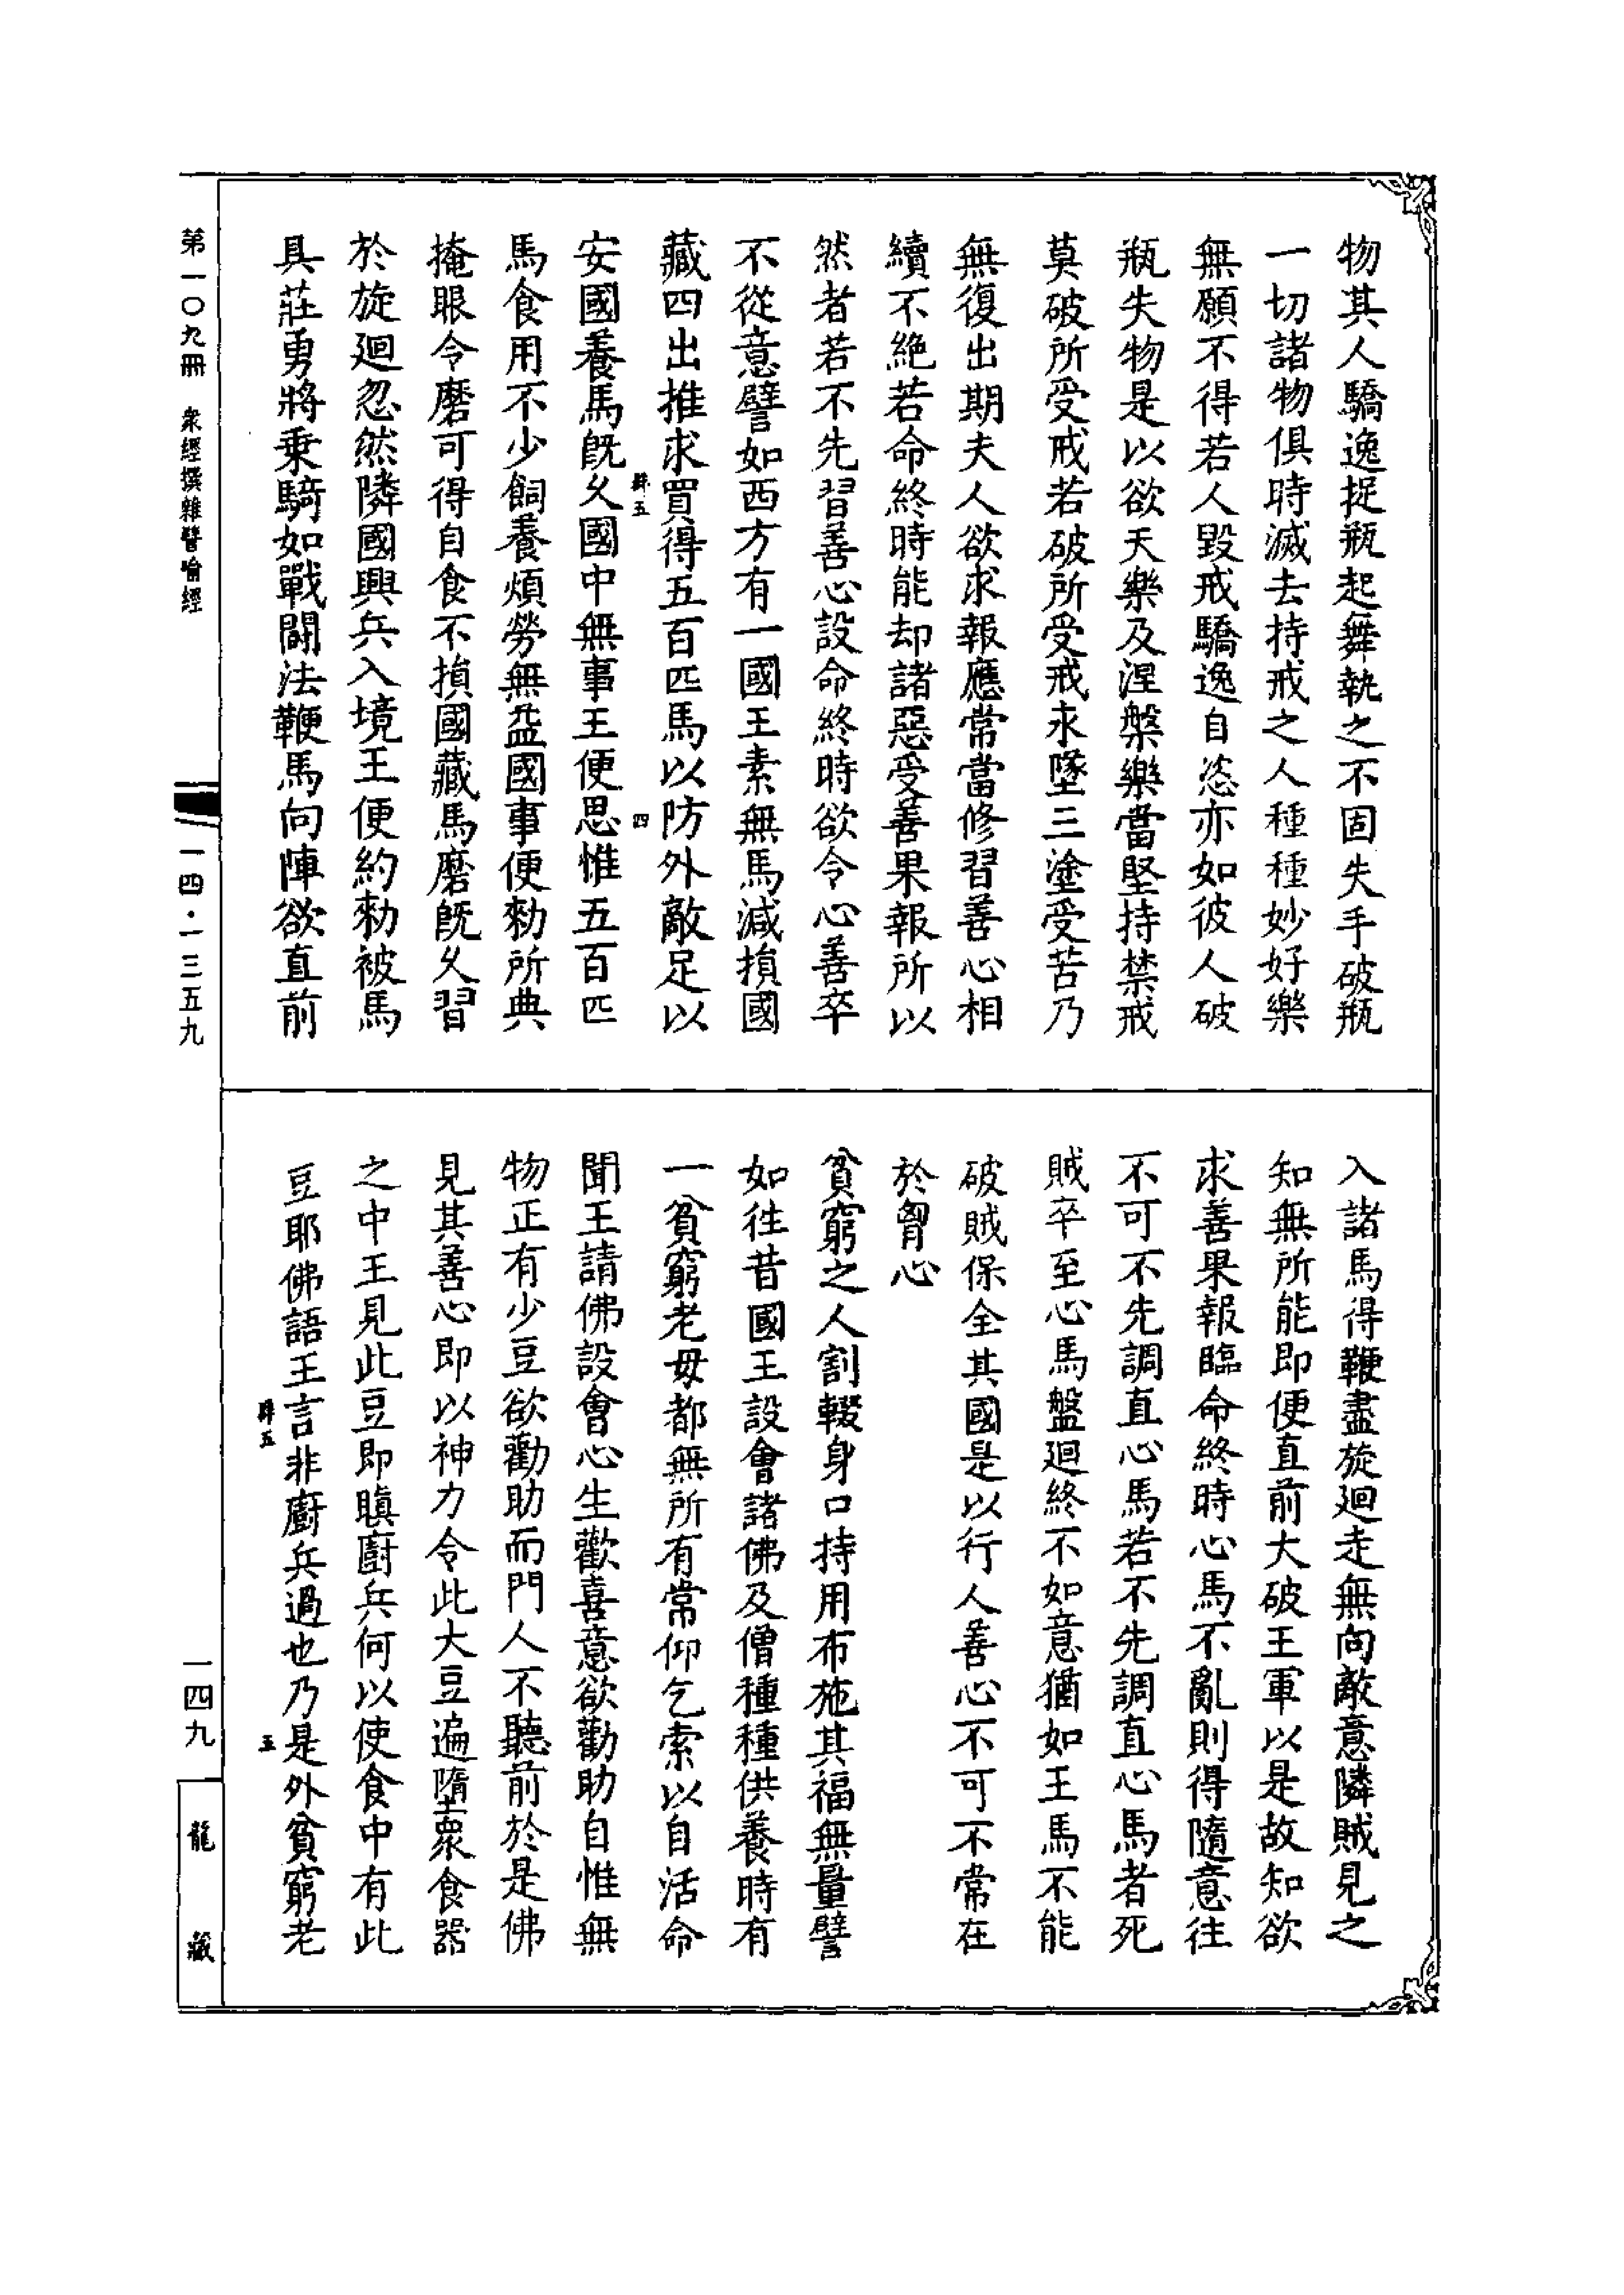 物其人驕逸捉瓶起舞執之不固失手破瓶
一切諸物俱時滅去持戒之人種種妙好樂
無願不得若人毀戒驕逸自恣亦如彼人破
瓶失物是以欲天樂及涅槃樂當堅持禁戒
莫破所受戒若破所受戒永墜三塗受苦乃
無復出期夫人欲求報應常當修習善心相
續不絶若命終時能却諸惡受善果報所以
然者若不先習善心設命終時欲令心善卒
不從意譬如西方有一國王素無馬減損國
藏四出推求買得五百匹馬以防外敵足以
安國養馬既久國中無事王便思惟五百匹
馬食用不少飼養煩勞無益國事便勑所典
掩眼令磨可得自食不損國藏馬磨既久習
於旋迴忽然隣國興兵入境王便約勑被馬
具莊勇將乗騎如戰鬪法鞭馬向陣欲直前
入諸馬得鞭盡旋迴走無向敵意隣賊見之
知無所能即便直前大破王軍以是故知欲
求善果報臨命終時心馬不亂則得隨意往
不可不先調直心馬若不先調直心馬者死
賊卒至心馬盤迴終不如意猶如王馬不能
破賊保全其國是以行人善心不可不常在
於胷心
貧窮之人割輟身口持用布施其福無量譬
如往昔國王設會諸佛及僧種種供養時有
一貧窮老母都無所有常仰乞索以自活命
聞王請佛設會心生歡喜意欲勸助自惟無
物正有少豆欲勸助而門人不聽前於是佛
見其善心即以神力令此大豆遍墮衆食器
之中王見此豆即瞋廚兵何以使食中有此
豆耶佛語王言非廚兵過也乃是外貧窮老
第一〇九冊 衆經撰雜譬喻經
一四·一三五九
一四九
龍藏
四
五